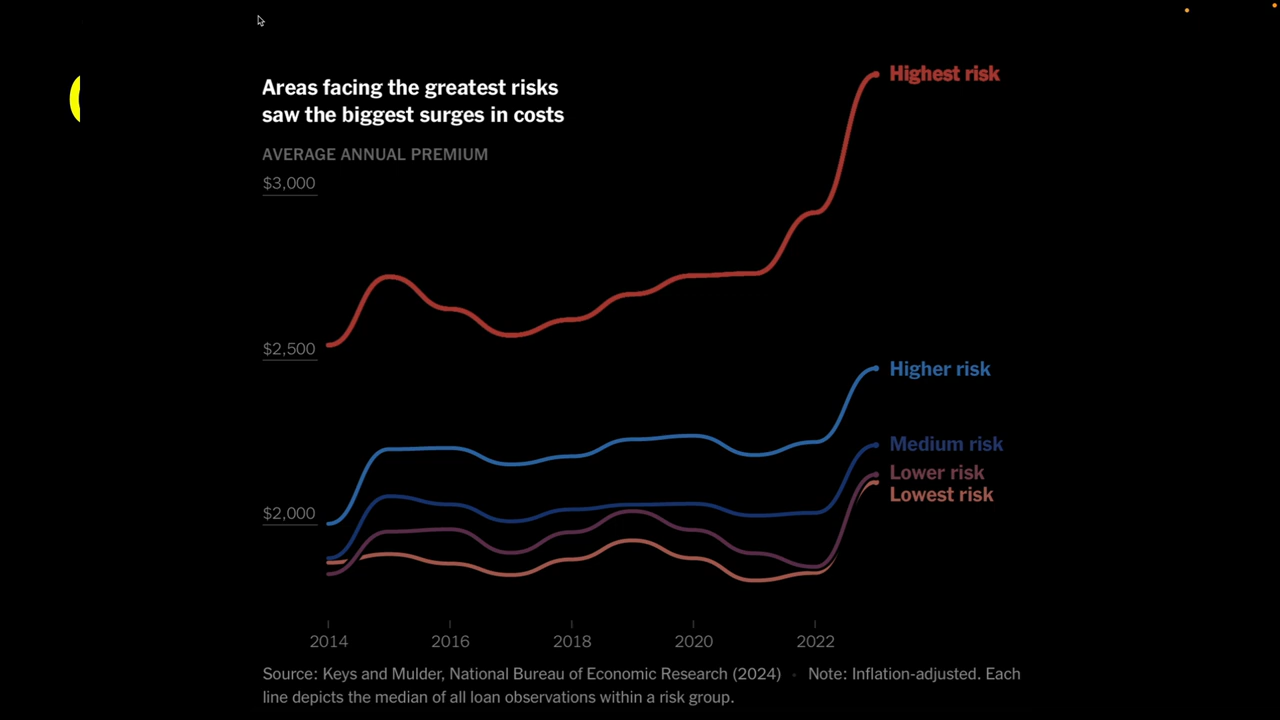 Highest risk
Areas facing the greatest risks
saw the biggest surges in costs
AVERAGE ANNUAL PREMIUM
$3,000
$2,500
Higher risk
Medium risk
Lower risk
Lowest risk
$2,000
2014 2016 2018 2020 2022
Source: Keys and Mulder, National Bureau of Economic Research (2024) • Note: Inflation-adjusted. Each
line depicts the median of all loan observations within a risk group.